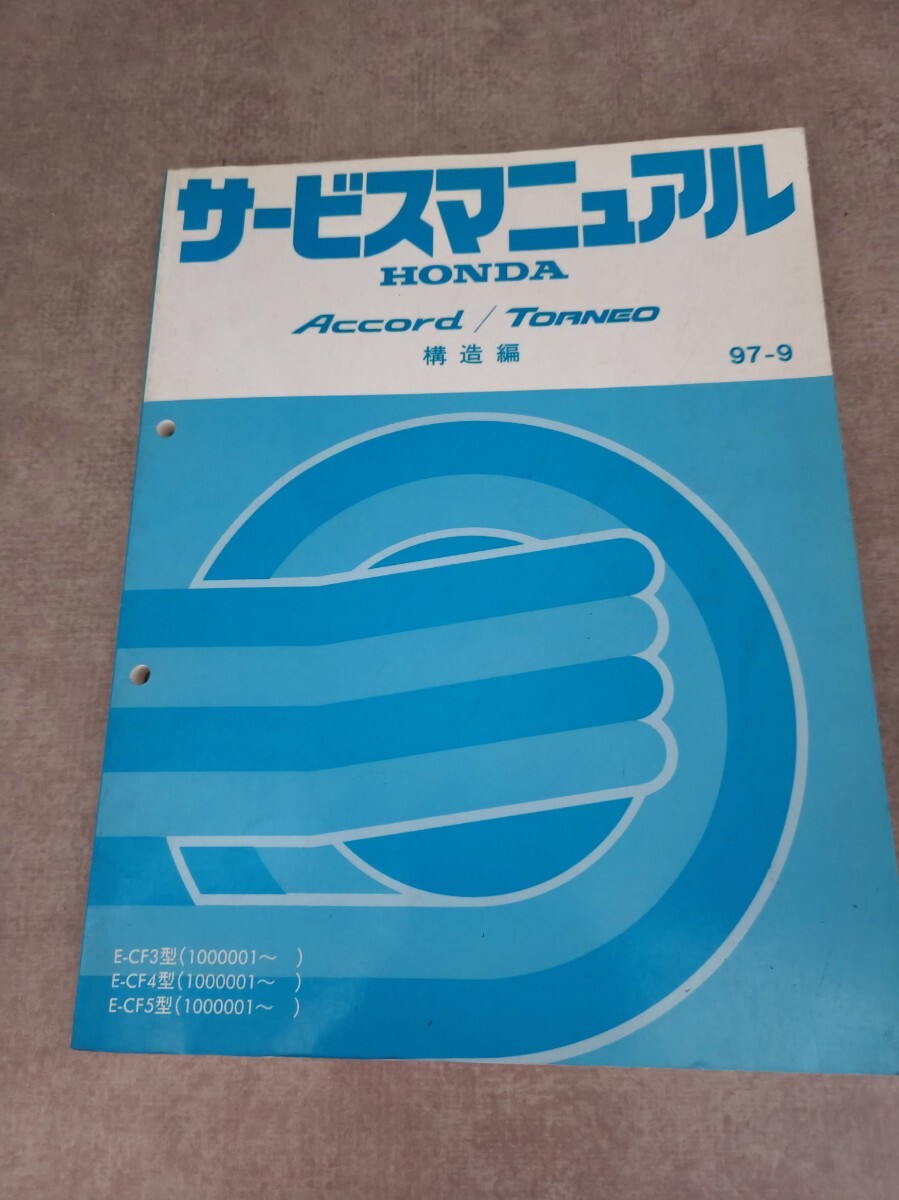 サービスマニュアル
HONDA
Accord / TORNEO
構造編 97-9
E-CF3型(1000001～ )
E-CF4型(1000001～ )
E-CF5型(1000001～ )